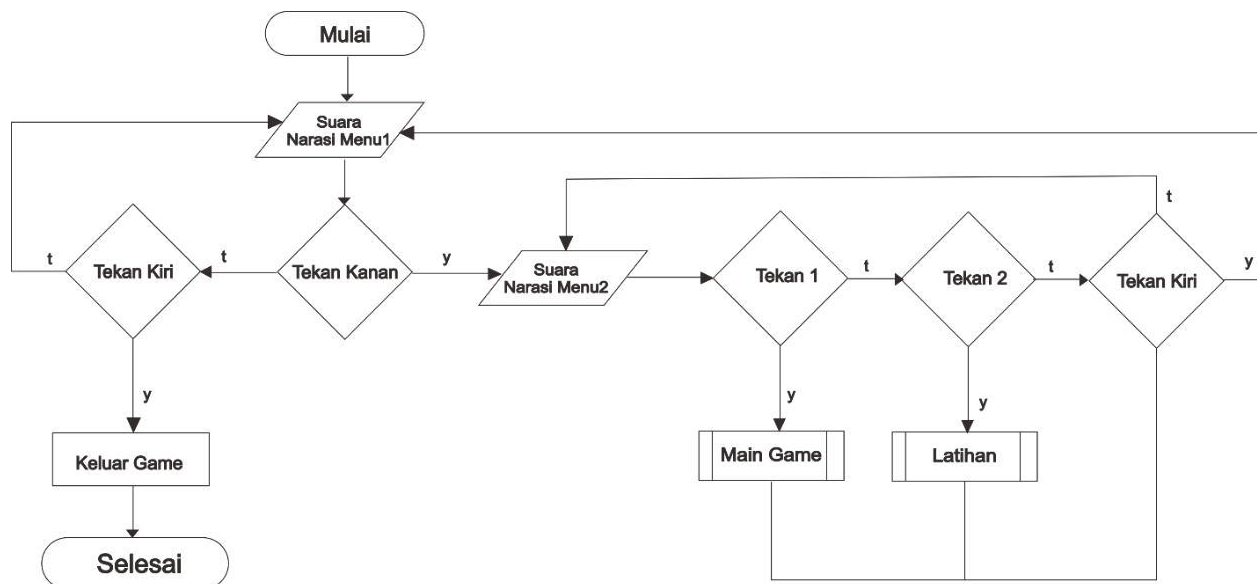 Mulai
Suara
Narasi Menu1
Tekan Kiri
t
t
Tekan Kanan
y
Suara
Narasi Menu2
Tekan 1
t
Tekan 2
t
Tekan Kiri
t
y
y
y
y
Keluar Game
Main Game
Latihan
Selesai